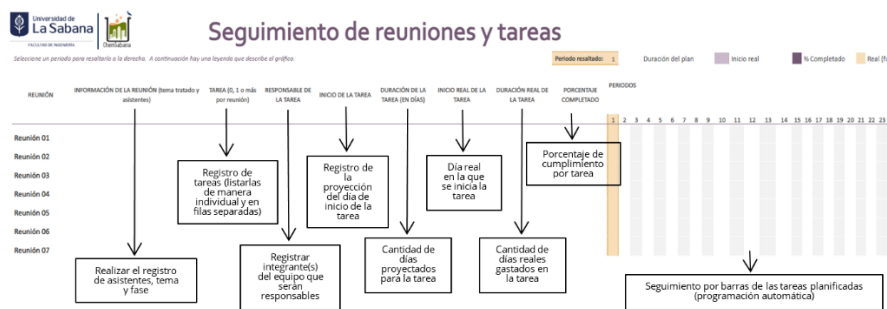 Universidad de
La Sabana
FACULTAD DE INGENIERÍA
ChemSabana
Seguimiento de reuniones y tareas
Seleccione un periodo para resaltarlo a la derecha. A continuación hay una leyenda que describe el gráfico.
Periodo resaltado: 1
Duración del plan
Inicio real
% Completado
Real (f
REUNIÓN
INFORMACIÓN DE LA REUNIÓN (tema tratado y
asistentes)
TAREA (0, 1 o más
por reunión)
RESPONSABLE DE
LA TAREA
INICIO DE LA TAREA
DURACIÓN DE LA
TAREA (EN DÍAS)
INICIO REAL DE LA
TAREA
DURACIÓN REAL DE
LA TAREA
PORCENTAJE
COMPLETADO
PERIODOS
1 2 3 4 5 6 7 8 9 10 11 12 13 14 15 16 17 18 19 20 21 22 23
Reunión 01
Reunión 02
Reunión 03
Reunión 04
Reunión 05
Reunión 06
Reunión 07
Realizar el registro
de asistentes, tema
y fase
Registro de
tareas (listarlas
de manera
individual y en
filas separadas)
Registrar
integrante(s)
del equipo que
serán
responsables
Registro de
la
proyección
del día de
inicio de la
tarea
Cantidad de
días
proyectados
para la tarea
Día real
en la que
se inicia la
tarea
Cantidad de
días reales
gastados en
la tarea
Porcentaje de
cumplimiento
por tarea
Seguimiento por barras de las tareas planificadas
(programación automática)